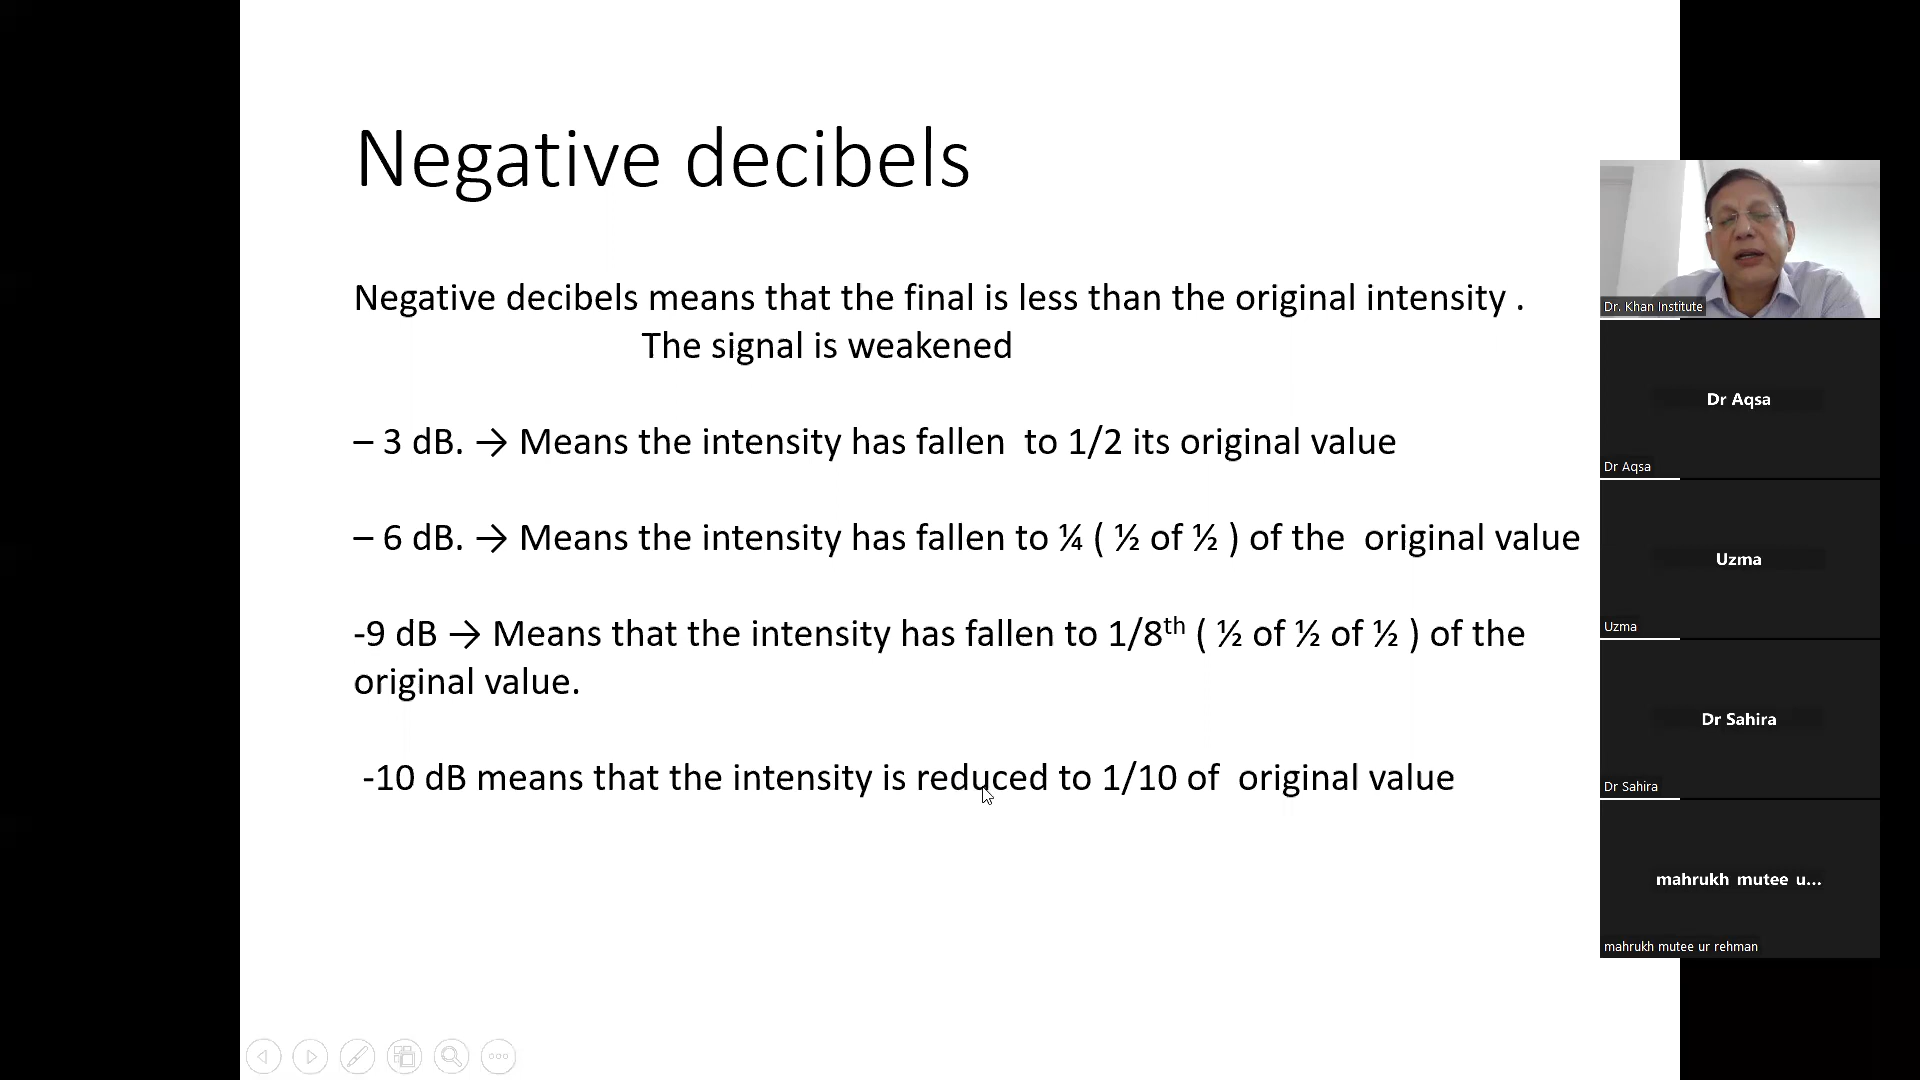 Negative decibels
Negative decibels means that the final is less than the original intensity .
The signal is weakened
– 3 dB. → Means the intensity has fallen  to 1/2 its original value
– 6 dB. → Means the intensity has fallen to ¼ ( ½ of ½ ) of the  original value
-9 dB → Means that the intensity has fallen to 1/8th ( ½ of ½ of ½ ) of the
original value.
-10 dB means that the intensity is reduced to 1/10 of  original value
Dr. Khan Institute
Dr Aqsa
Dr Aqsa
Uzma
Uzma
Dr Sahira
Dr Sahira
mahrukh mutee u...
mahrukh mutee ur rehman